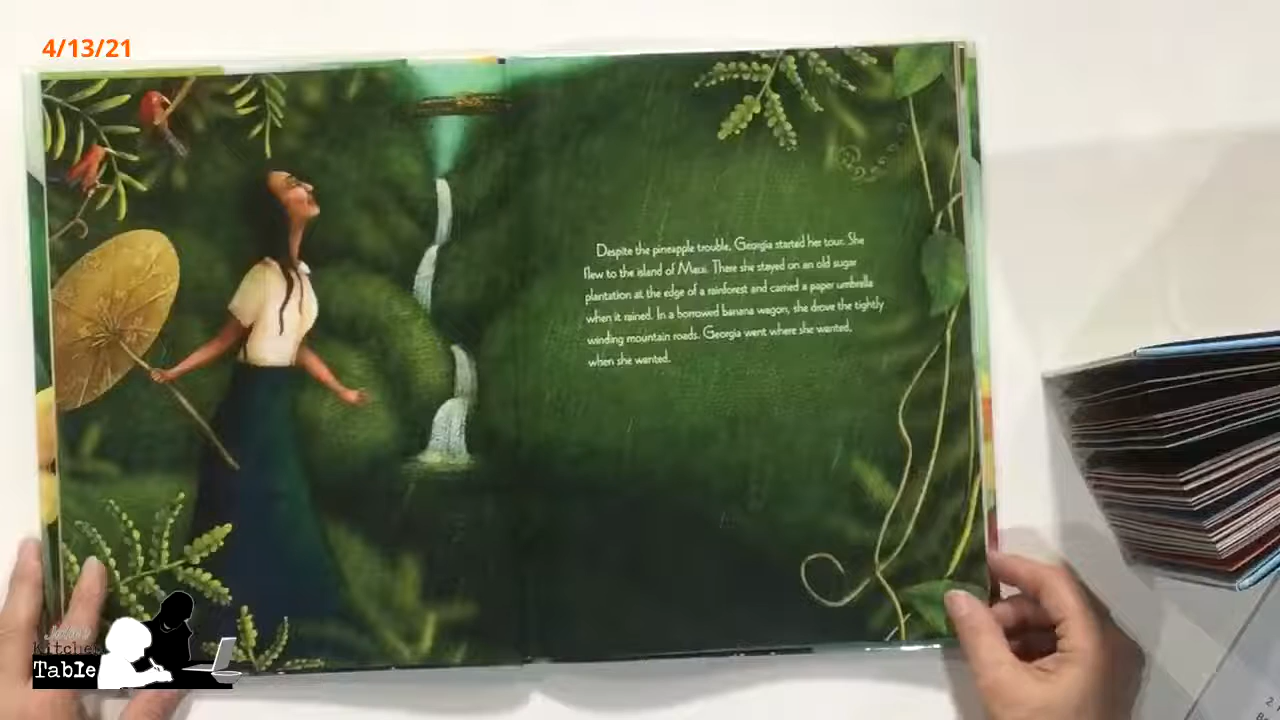 4/13/21
Despite the pineapple trouble, Georgia started her tour. She
flew to the island of Maui. There she stayed on an old sugar
plantation at the edge of a rainforest and carried a paper umbrella
when it rained. In a borrowed banana wagon, she drove the tightly
winding mountain roads. Georgia went where she wanted,
when she wanted.
Kitchen
Table